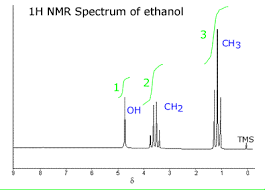 1H NMR Spectrum of ethanol
3
CH3
1
2
OH
CH2
TMS
9 8 7 6 5 4 3 2 1 0
δ